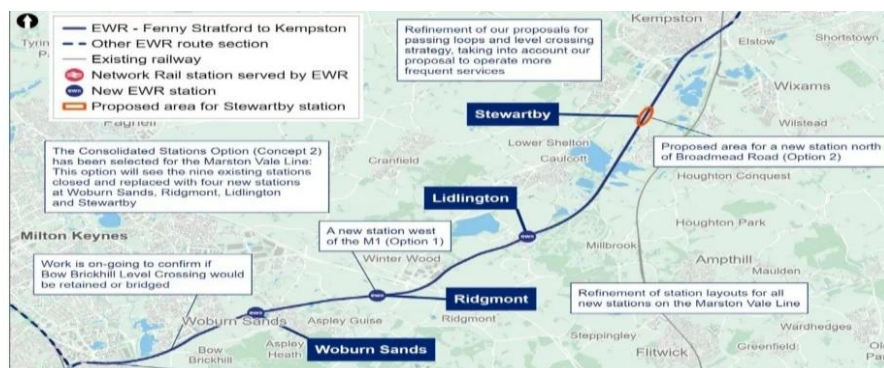 EWR - Fenny Stratford to Kempston
Other EWR route section
Existing railway
Network Rail station served by EWR
New EWR station
Proposed area for Stewartby station
Refinement of our proposals for
passing loops and level crossing
strategy, taking into account our
proposal to operate more
frequent services
Kempston
Elstow
Shortstown
Wixams
Wilstead
Stewartby
Proposed area for a new station north
of Broadmead Road (Option 2)
The Consolidated Stations Option (Concept 2)
has been selected for the Marston Vale Line:
This option will see the nine existing stations
closed and replaced with four new stations
at Woburn Sands, Ridgmont, Lidlington
and Stewartby
Cranfield
Lower Shelton
Caulcott
Houghton Conquest
Lidlington
Milton Keynes
A new station west
of the M1 (Option 1)
Houghton Park
Millbrook
Winter Wood
Ampthill
Maulden
Work is on-going to confirm if
Bow Brickhill Level Crossing would
be retained or bridged
ewr
ewr
ewr
Ridgmont
Refinement of station layouts for all
new stations on the Marston Vale Line
Woburn Sands
Aspley Guise
Ridgmont
Steppingley
Wardhedges
Greenfield
Flitwick
Bow
Brickhill
Aspley
Heath
Woburn Sands